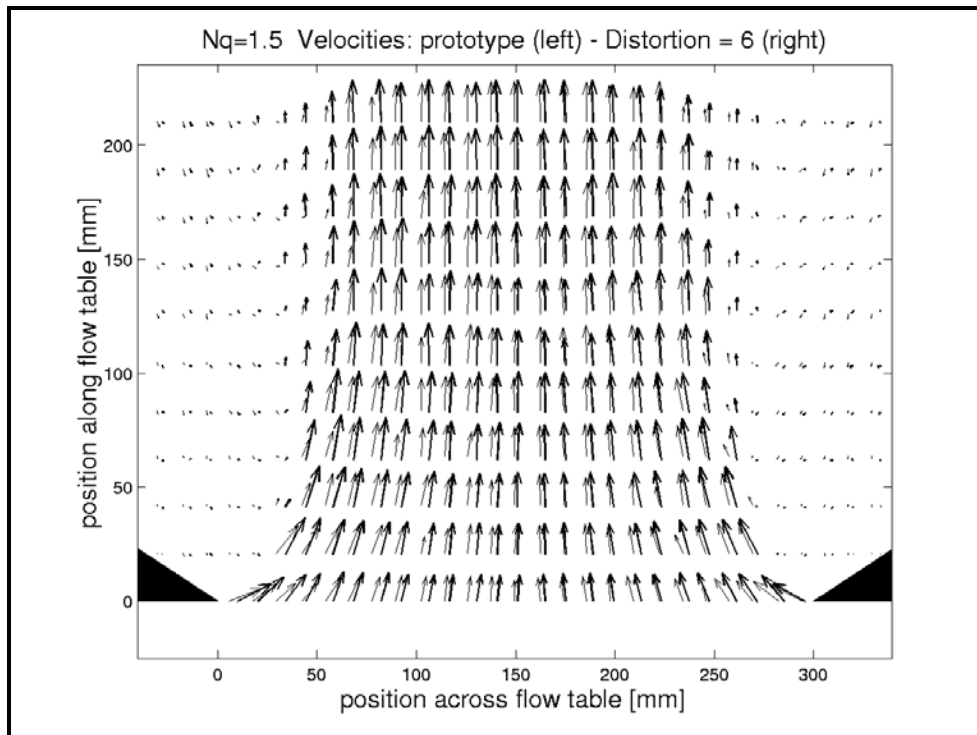 Nq=1.5 Velocities: prototype (left) - Distortion = 6 (right)
position along flow table [mm]
200
150
100
50
0
0 50 100 150 200 250 300
position across flow table [mm]